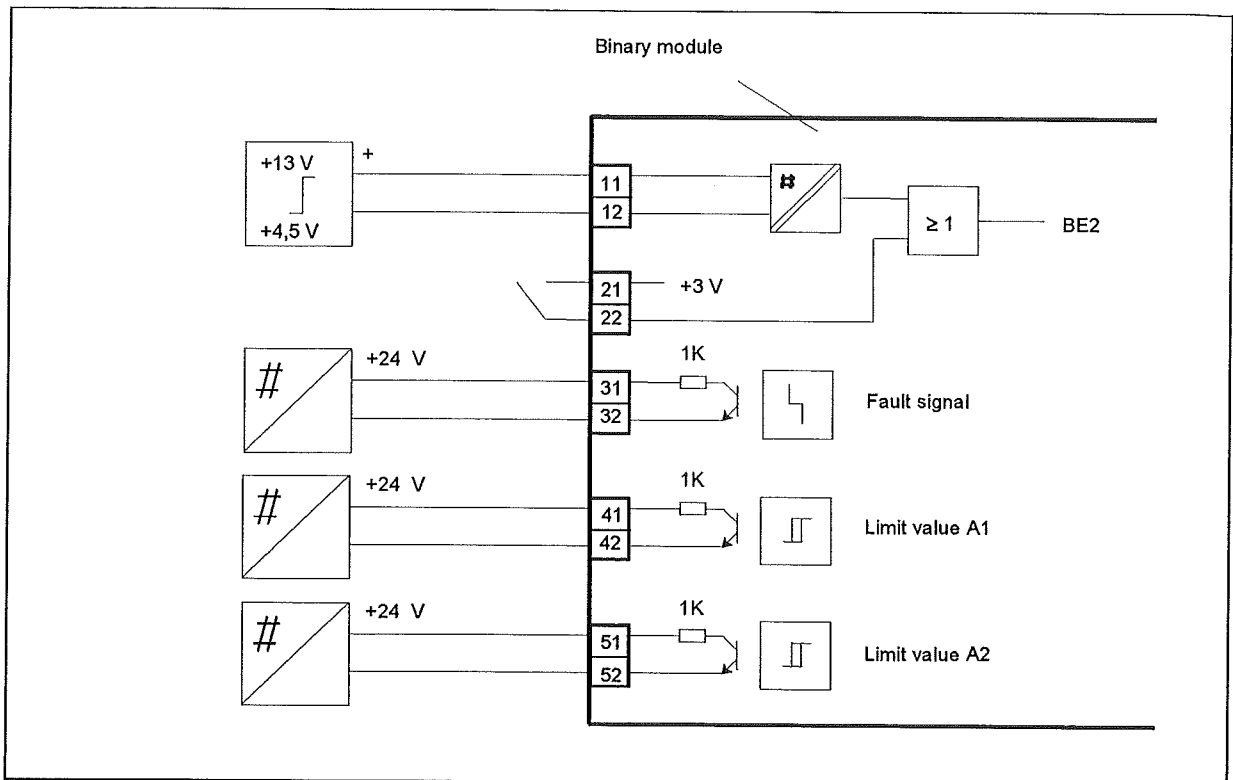 Binary module
+13 V
+
+4,5 V
11
12
#
≥ 1
BE2
21
+3 V
22
#
+24 V
31
32
1K
Fault signal
#
+24 V
41
42
1K
Limit value A1
#
+24 V
51
52
1K
Limit value A2